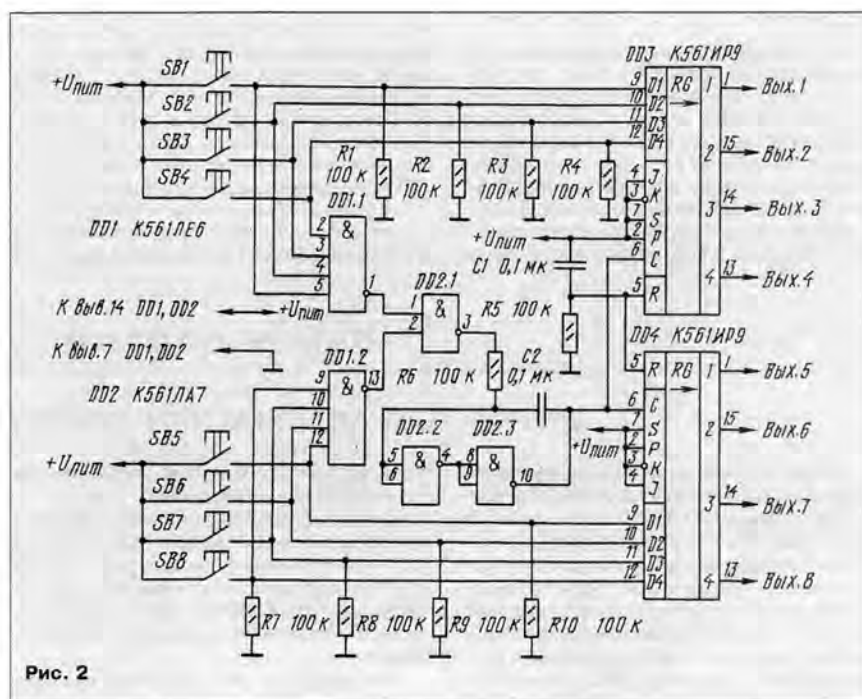 DD3 К561ИР9
SB1
+Uпит
SB2
SB3
SB4
9 D1 RG 1 1 Вых.1
10 D2
11 D3
12 D4
2 15 Вых.2
R1 100 к
R2 100 к
R3 100 к
R4 100 к
4 J
3 K
7 S
2 P
6 C
5 R
3 14 Вых.3
4 13 Вых.4
DD1 К561ЛЕ6
DD1.1
&
2
3
4
5
1
+Uпит
C1 0,1 мк
К выв.14 DD1, DD2
+Uпит
DD2.1
&
1
2
3
R5 100 к
К выв.7 DD1, DD2
DD4 К561ИР9
DD2 К561ЛА7
DD1.2
&
9
10
11
12
13
R6 100 к
C2
0,1 мк
5 R RG 1 1 Вых.5
6 C
7 S
2 P
3 K
4 J
2 15 Вых.6
+Uпит
DD2.2
5
6
&
4
DD2.3
8
9
&
10
SB5
+Uпит
SB6
SB7
SB8
3 14 Вых.7
9 D1
10 D2
11 D3
12 D4
4 13 Вых.8
R7 100 к
R8 100 к
R9 100 к
R10 100 к
Рис. 2